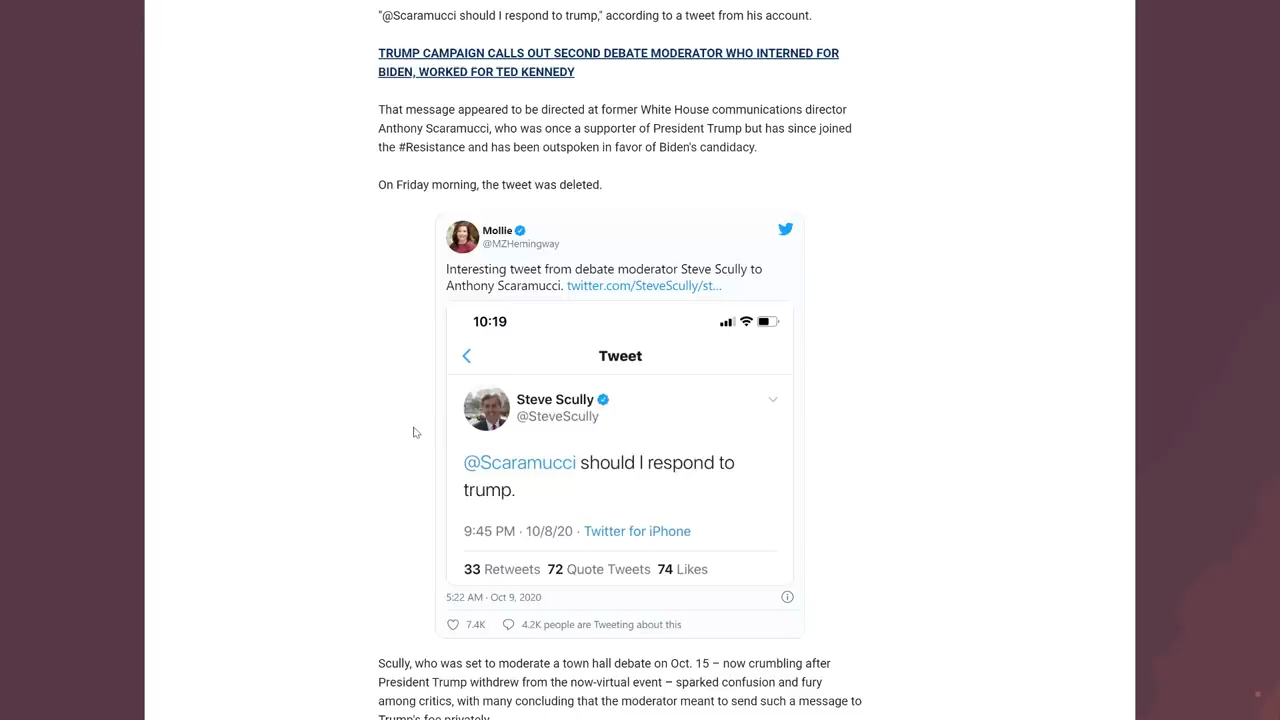 "@Scaramucci should I respond to trump," according to a tweet from his account.
TRUMP CAMPAIGN CALLS OUT SECOND DEBATE MODERATOR WHO INTERNED FOR
BIDEN, WORKED FOR TED KENNEDY
That message appeared to be directed at former White House communications director
Anthony Scaramucci, who was once a supporter of President Trump but has since joined
the #Resistance and has been outspoken in favor of Biden's candidacy.
On Friday morning, the tweet was deleted.
Mollie
@MZHemingway
Interesting tweet from debate moderator Steve Scully to
Anthony Scaramucci. twitter.com/SteveScully/st...
10:19
Tweet
Steve Scully
@SteveScully
@Scaramucci should I respond to
trump.
9:45 PM · 10/8/20 · Twitter for iPhone
33 Retweets 72 Quote Tweets 74 Likes
5:22 AM · Oct 9, 2020
7.4K 4.2K people are Tweeting about this
Scully, who was set to moderate a town hall debate on Oct. 15 – now crumbling after
President Trump withdrew from the now-virtual event – sparked confusion and fury
among critics, with many concluding that the moderator meant to send such a message to
Trump's foe privately.